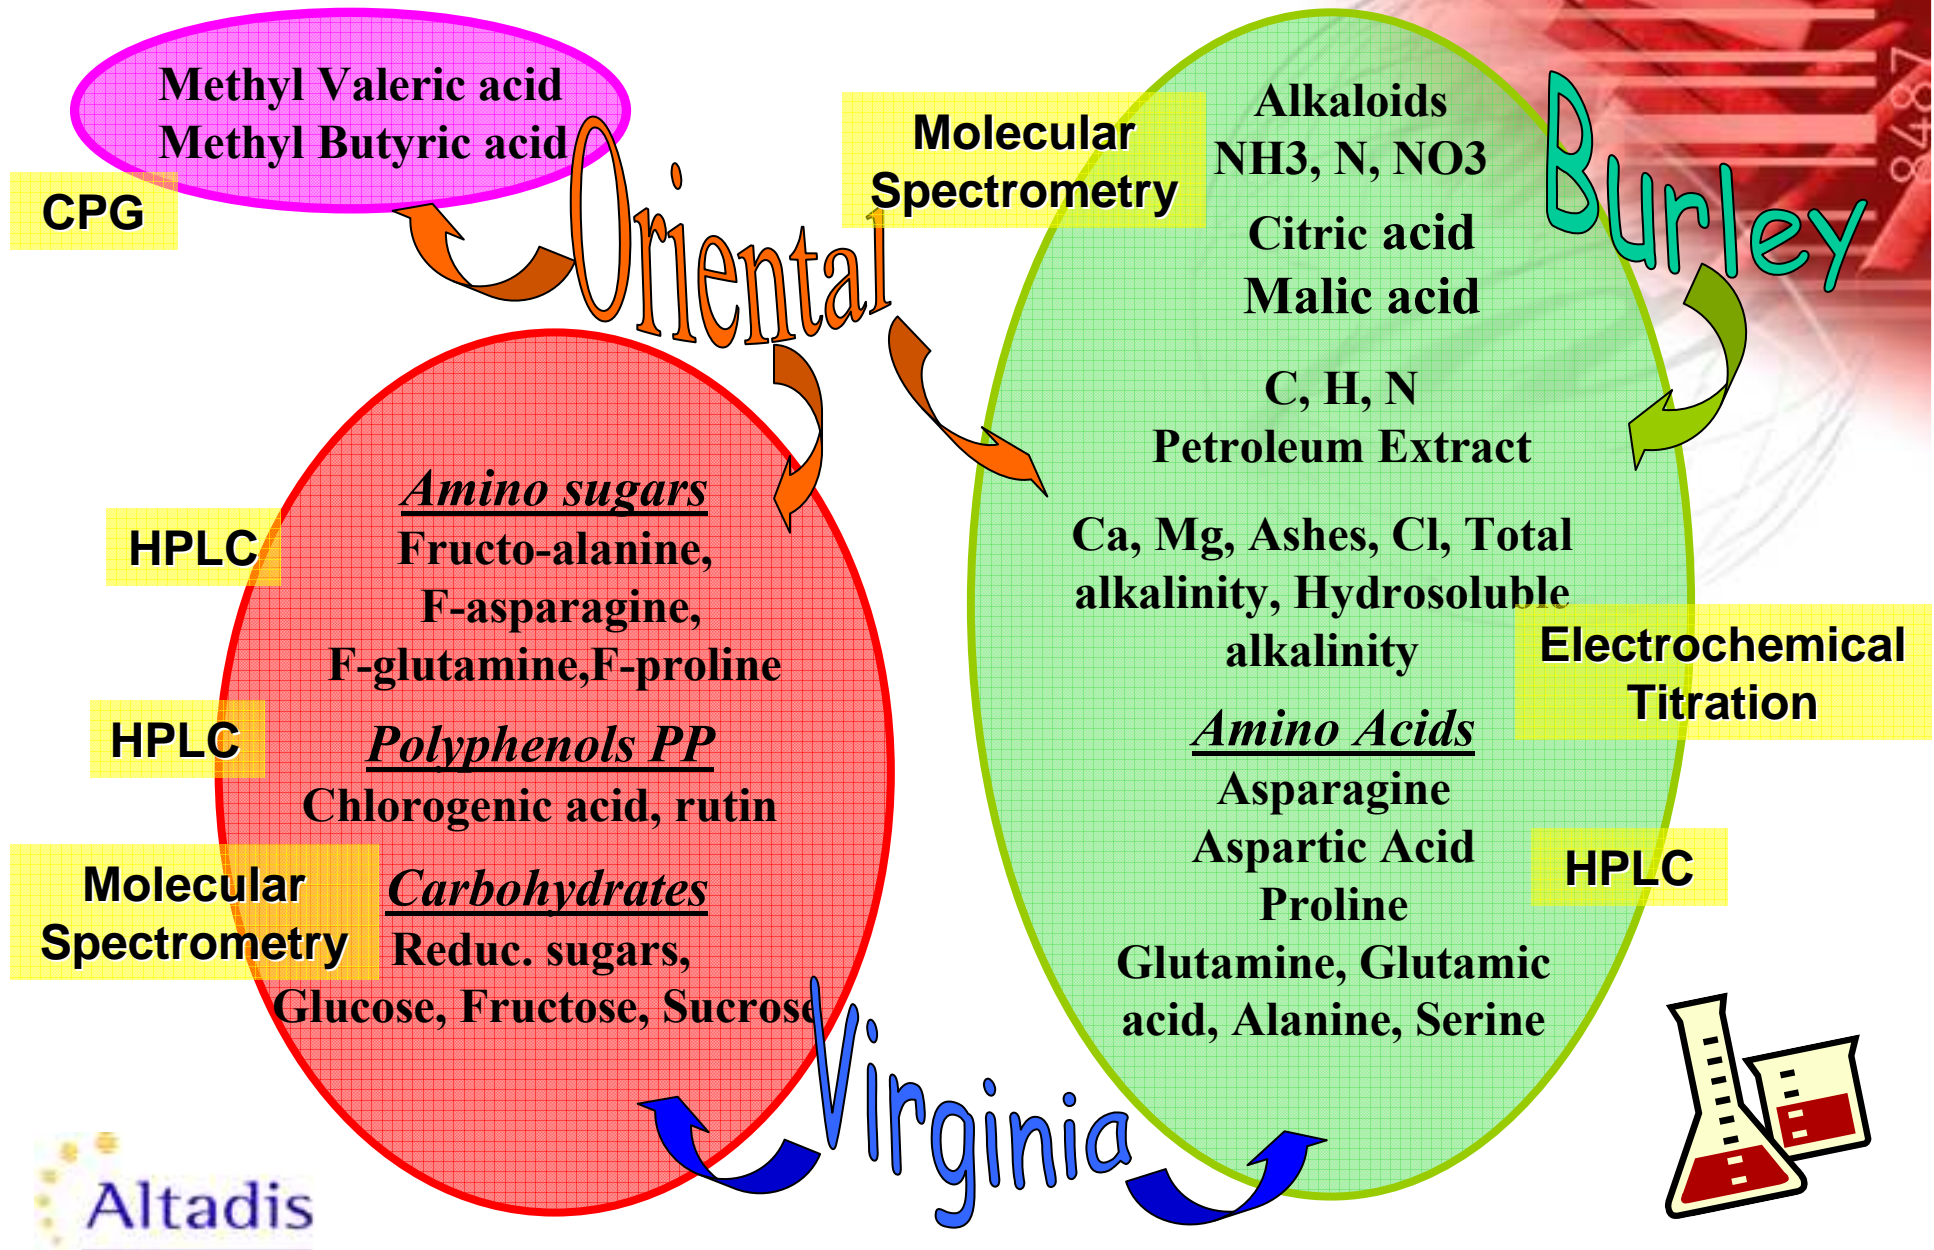 Methyl Valeric acid
Methyl Butyric acid
CPG
Oriental
Molecular
Spectrometry
Alkaloids
NH3, N, NO3
Citric acid
Malic acid
C, H, N
Petroleum Extract
Ca, Mg, Ashes, Cl, Total
alkalinity, Hydrosoluble
alkalinity
Amino Acids
Asparagine
Aspartic Acid
Proline
Glutamine, Glutamic
acid, Alanine, Serine
Burley
8487
Electrochemical
Titration
HPLC
HPLC
Amino sugars
Fructo-alanine,
F-asparagine,
F-glutamine,F-proline
HPLC
Polyphenols PP
Chlorogenic acid, rutin
Molecular
Spectrometry
Carbohydrates
Reduc. sugars,
Glucose, Fructose, Sucrose
Virginia
Altadis